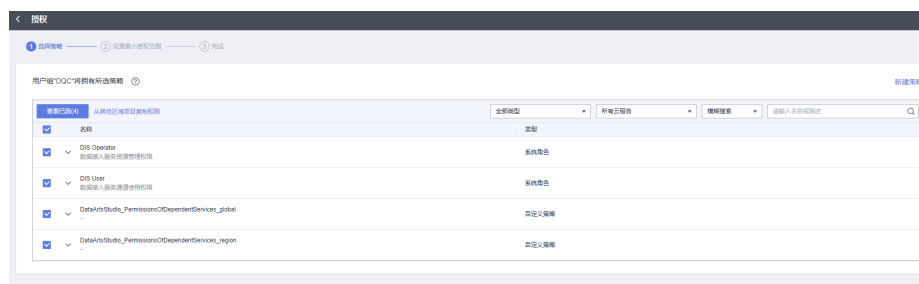 授权
1 选择策略 2 设置最小授权范围 3 完成
用户组"DQC"将拥有所选策略 ?
新建策略
查看已选(4) 从其他区域项目复制权限 全部类型 所有云服务 模糊搜索 请输入名称或描述
名称 类型
DIS Operator
数据接入服务资源管理权限
系统角色
DIS User
数据接入服务通道使用权限
系统角色
DataArtsStudio_PermissionsOfDependentServices_global
--
自定义策略
DataArtsStudio_PermissionsOfDependentServices_region
--
自定义策略